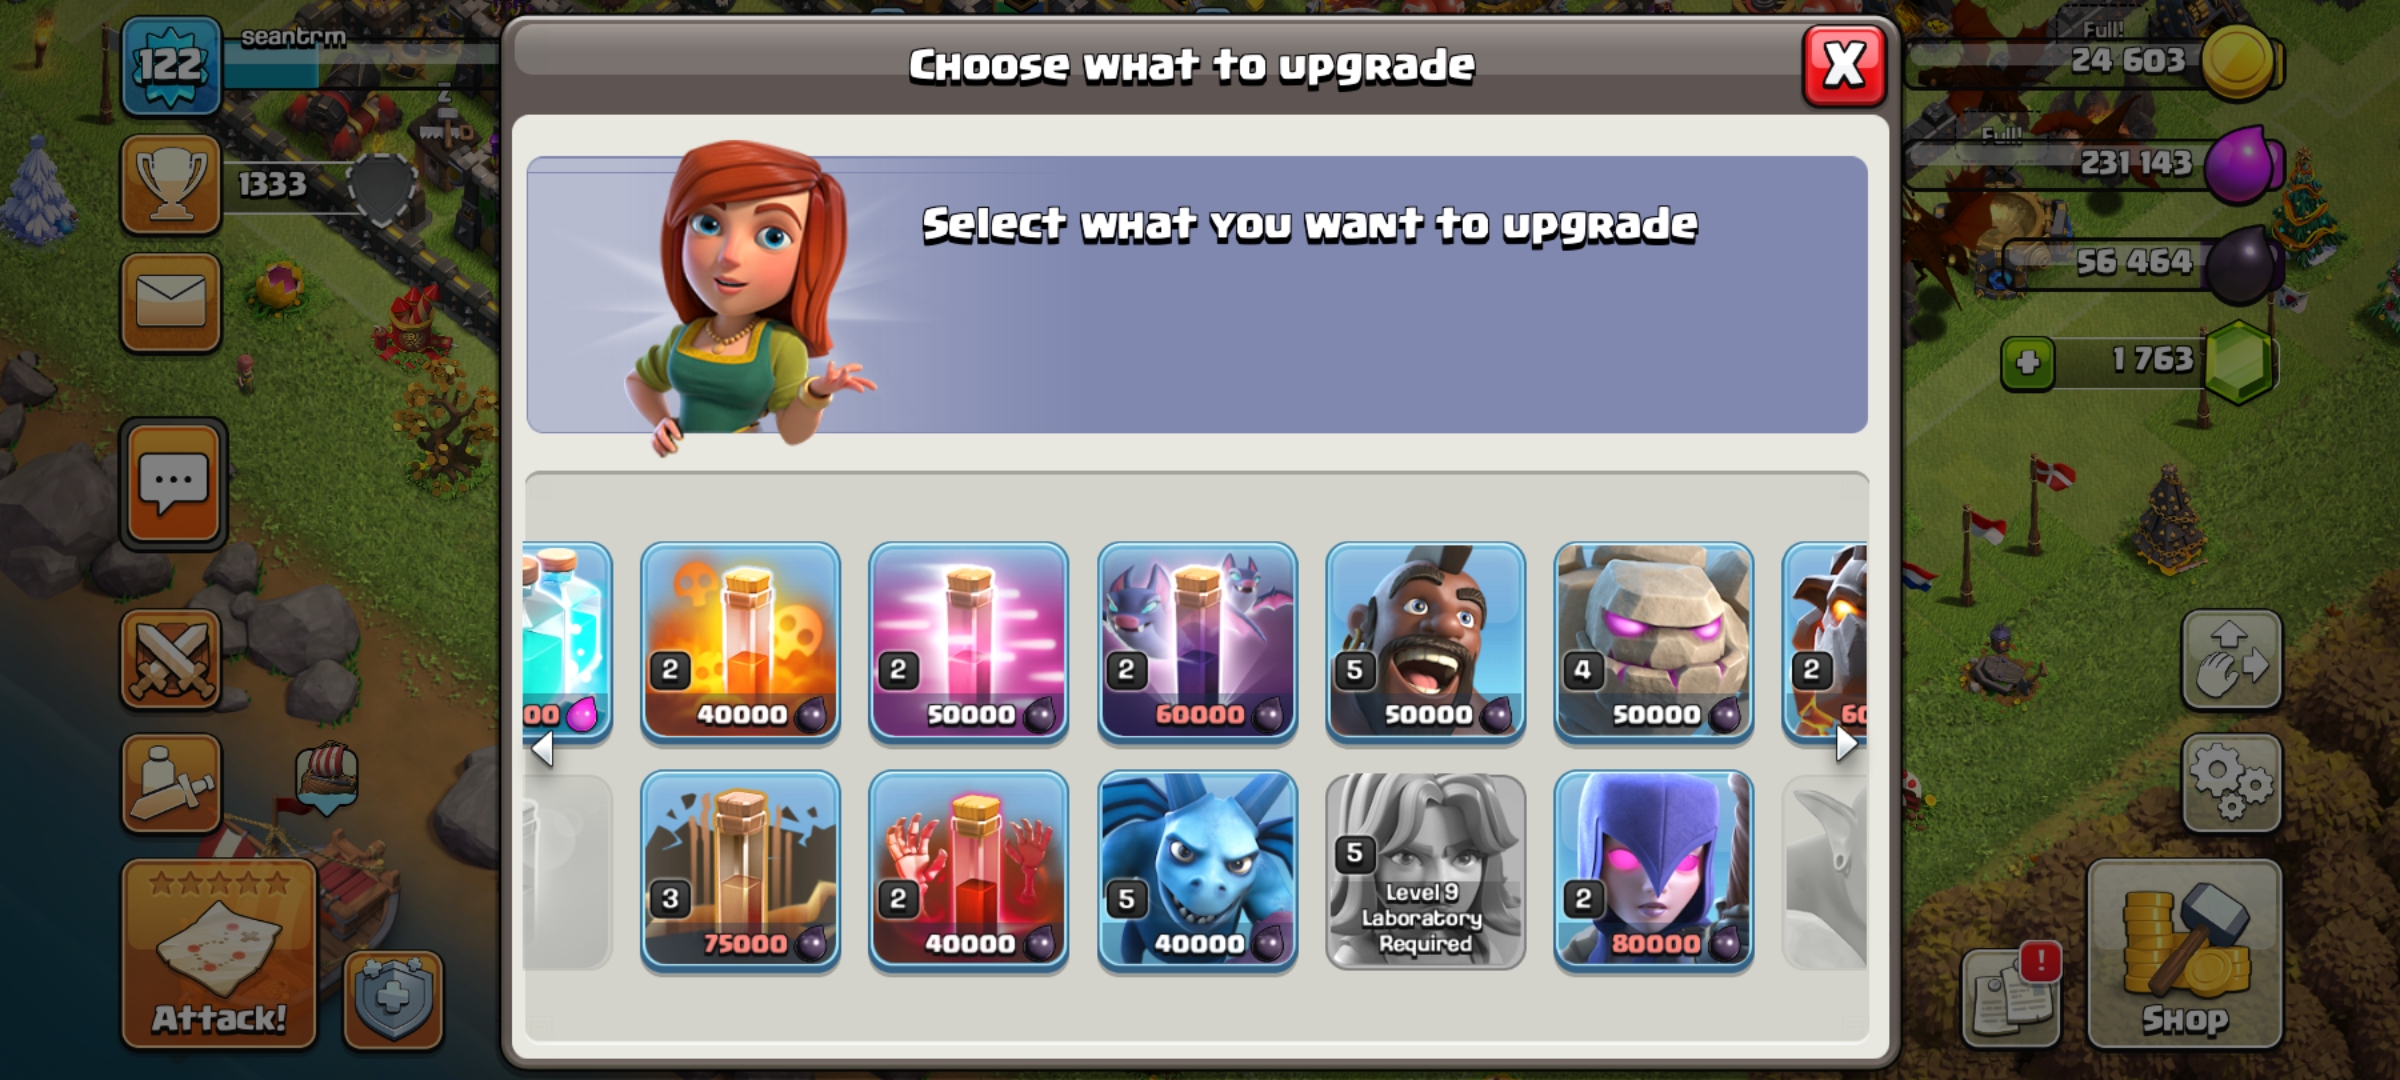 122
seantrm
1333
Choose what to upgrade
X
Select what you want to upgrade
Full!
24 603
Full!
231 143
56 464
1 763
2
40000
2
50000
2
60000
5
50000
4
50000
2
3
75000
2
40000
5
40000
5
Level 9
Laboratory
Required
2
80000
Attack!
!
Shop